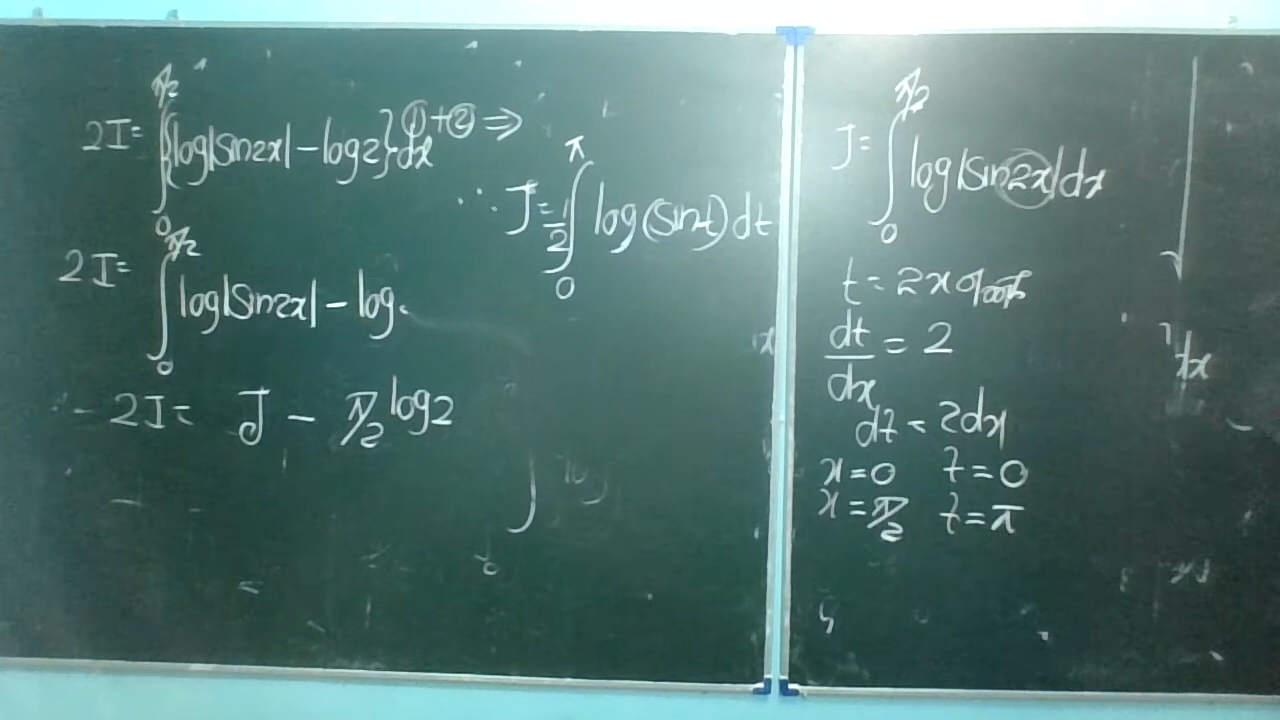 ① + ② ⇒
2I = ∫₀^(π/2) {log|sin2x| − log2} dx
2I = ∫₀^(π/2) log|sin2x| − log
2I = J − π/2 log2
∴ J = 1/2 ∫₀^π log(sint) dt
J = ∫₀^(π/2) log|sin2x| dx
t = 2x
dt/dx = 2
dt = 2dx
x = 0 t = 0
x = π/2 t = π